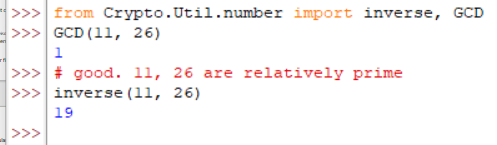 >>> from Crypto.Util.number import inverse, GCD
>>> GCD(11, 26)
1
>>> # good. 11, 26 are relatively prime
>>> inverse(11, 26)
19
>>>